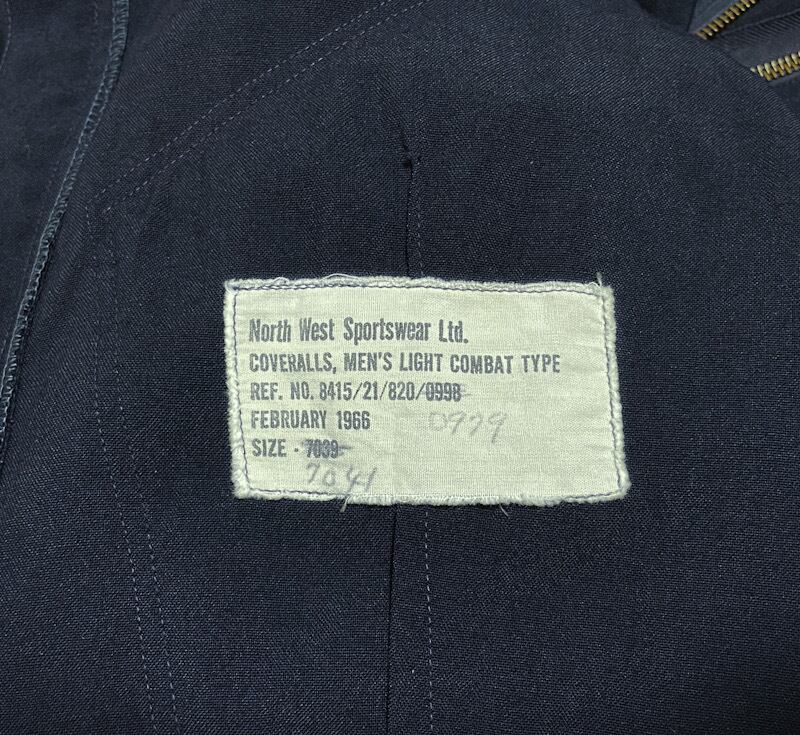 North West Sportswear Ltd.
COVERALLS, MEN'S LIGHT COMBAT TYPE
REF. NO. 8415/21/820/0998
FEBRUARY 1966 0979
SIZE - 7039
7041